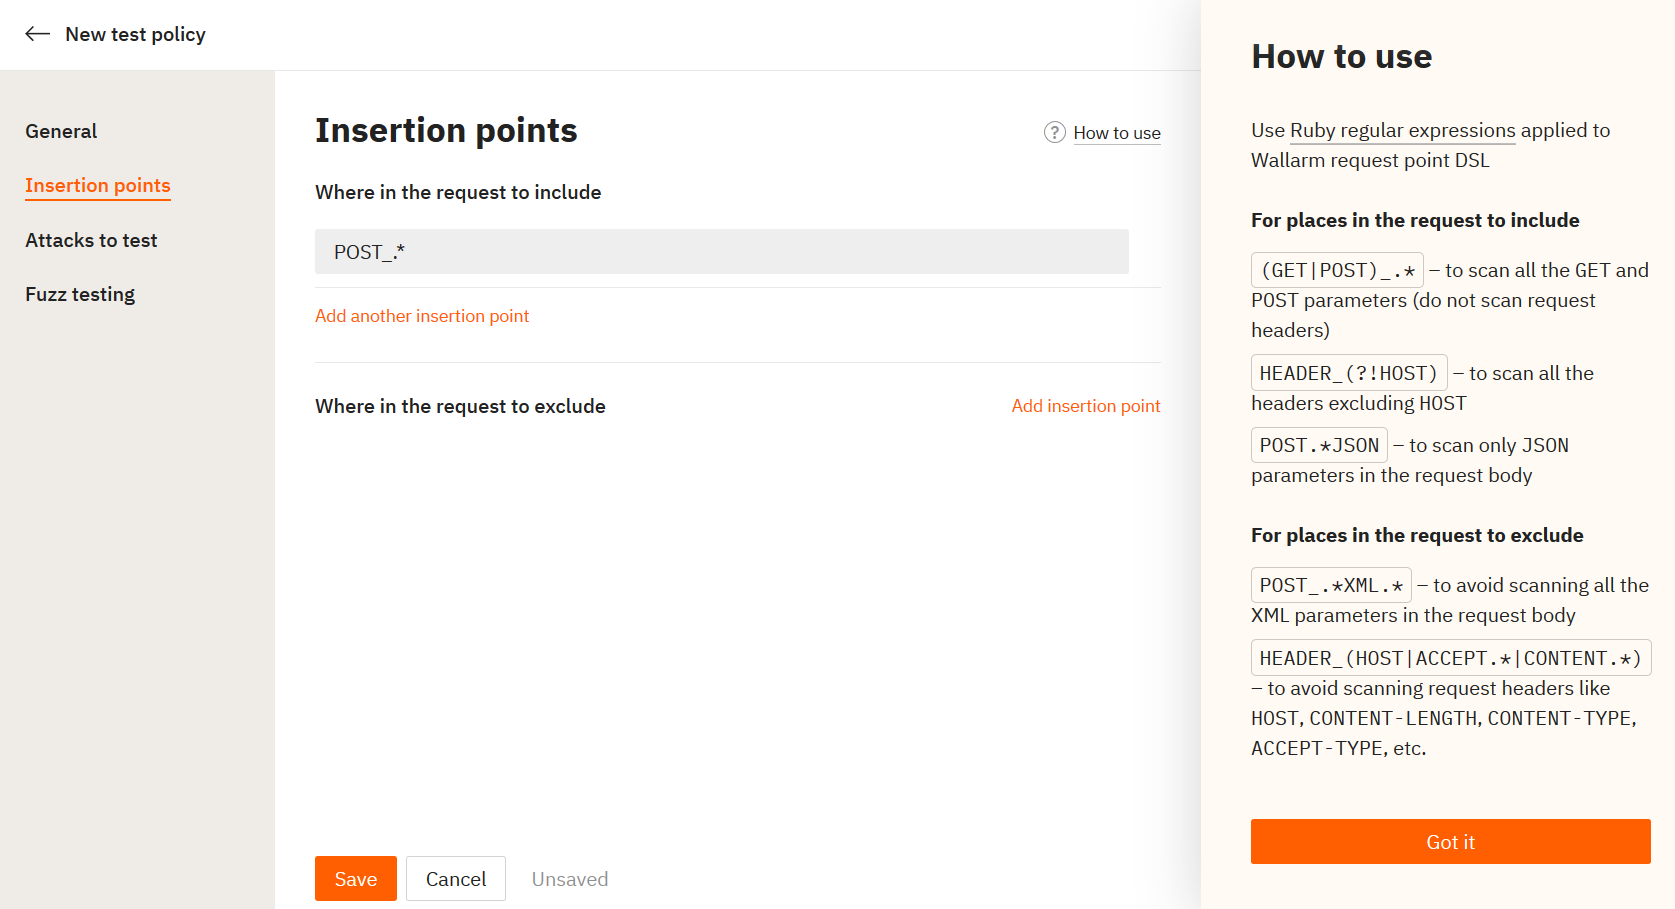 New test policy
General
Insertion points
Attacks to test
Fuzz testing
Insertion points
? How to use
Where in the request to include
POST_.*
Add another insertion point
Where in the request to exclude
Add insertion point
Save
Cancel
Unsaved
How to use
Use Ruby regular expressions applied to
Wallarm request point DSL
For places in the request to include
(GET|POST)_.* – to scan all the GET and
POST parameters (do not scan request
headers)
HEADER_(?!HOST) – to scan all the
headers excluding HOST
POST.*JSON – to scan only JSON
parameters in the request body
For places in the request to exclude
POST_.*XML.* – to avoid scanning all the
XML parameters in the request body
HEADER_(HOST|ACCEPT.*|CONTENT.*)
– to avoid scanning request headers like
HOST, CONTENT-LENGTH, CONTENT-TYPE,
ACCEPT-TYPE, etc.
Got it